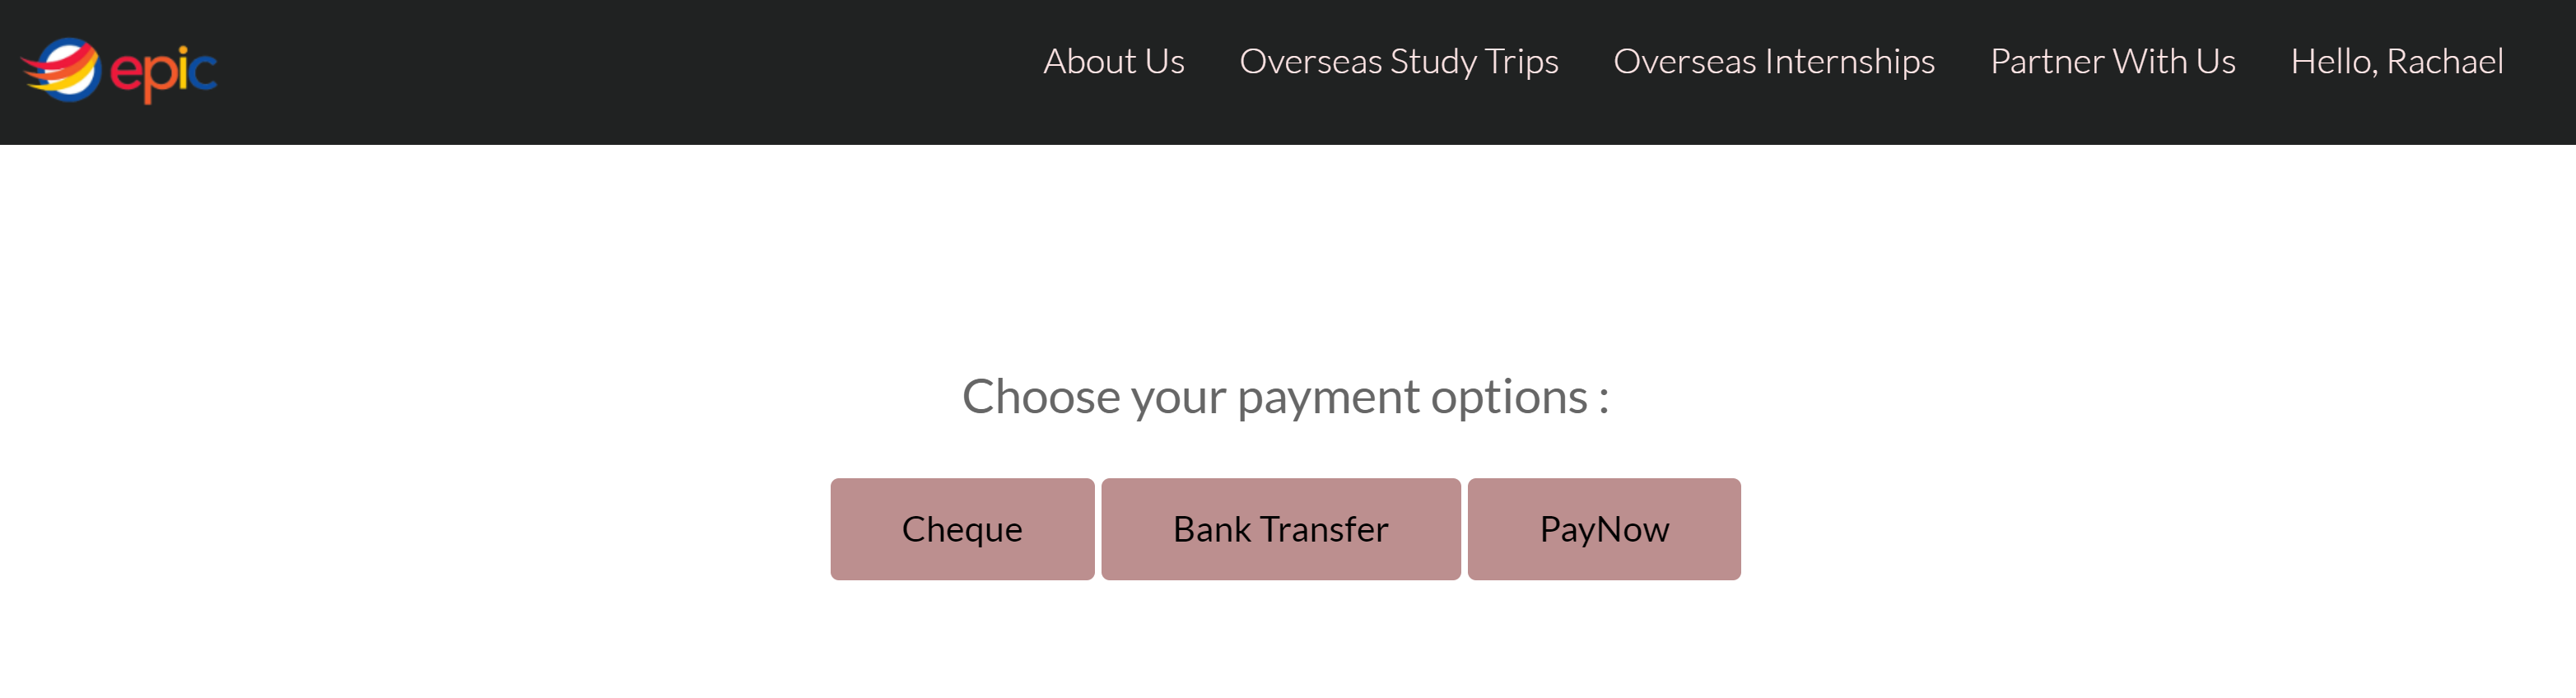 epic
About Us Overseas Study Trips Overseas Internships Partner With Us Hello, Rachael
Choose your payment options :
Cheque Bank Transfer PayNow